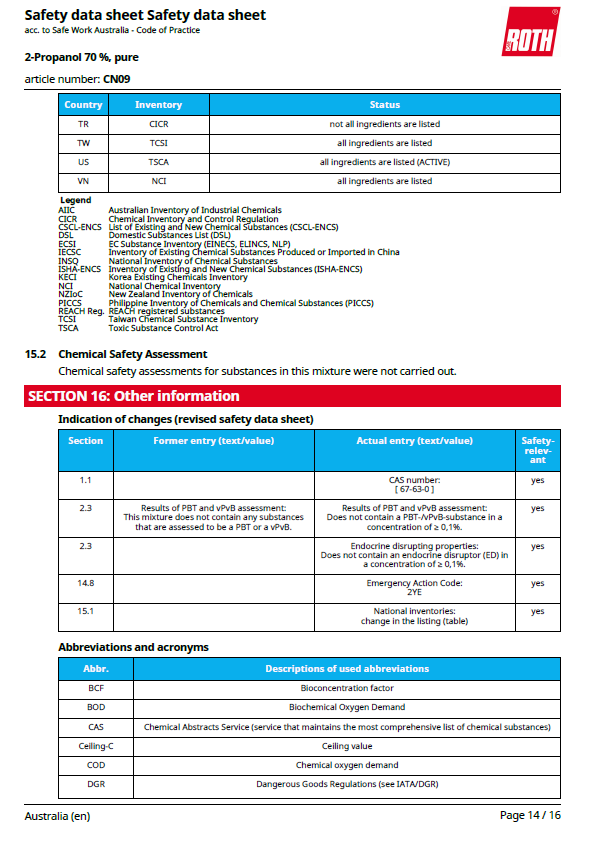 Safety data sheet Safety data sheet
acc. to Safe Work Australia - Code of Practice
ROTH
®
2-Propanol 70 %, pure
article number: CN09
Country Inventory Status
TR CICR not all ingredients are listed
TW TCSI all ingredients are listed
US TSCA all ingredients are listed (ACTIVE)
VN NCI all ingredients are listed
Legend
AIIC Australian Inventory of Industrial Chemicals
CICR Chemical Inventory and Control Regulation
CSCL-ENCS List of Existing and New Chemical Substances (CSCL-ENCS)
DSL Domestic Substances List (DSL)
ECSI EC Substance Inventory (EINECS, ELINCS, NLP)
IECSC Inventory of Existing Chemical Substances Produced or Imported in China
INSQ National Inventory of Chemical Substances
ISHA-ENCS Inventory of Existing and New Chemical Substances (ISHA-ENCS)
KECI Korea Existing Chemicals Inventory
NCI National Chemical Inventory
NZIoC New Zealand Inventory of Chemicals
PICCS Philippine Inventory of Chemicals and Chemical Substances (PICCS)
REACH Reg. REACH registered substances
TCSI Taiwan Chemical Substance Inventory
TSCA Toxic Substance Control Act
15.2 Chemical Safety Assessment
Chemical safety assessments for substances in this mixture were not carried out.
SECTION 16: Other information
Indication of changes (revised safety data sheet)
Section Former entry (text/value) Actual entry (text/value) Safety-
relev-
ant
1.1 CAS number: yes
[ 67-63-0 ]
2.3 Results of PBT and vPvB assessment: Results of PBT and vPvB assessment: yes
This mixture does not contain any substances Does not contain a PBT-/vPvB-substance in a
that are assessed to be a PBT or a vPvB. concentration of ≥ 0,1%.
2.3 Endocrine disrupting properties: yes
Does not contain an endocrine disruptor (ED) in
a concentration of ≥ 0,1%.
14.8 Emergency Action Code: yes
2YE
15.1 National inventories: yes
change in the listing (table)
Abbreviations and acronyms
Abbr. Descriptions of used abbreviations
BCF Bioconcentration factor
BOD Biochemical Oxygen Demand
CAS Chemical Abstracts Service (service that maintains the most comprehensive list of chemical substances)
Ceiling-C Ceiling value
COD Chemical oxygen demand
DGR Dangerous Goods Regulations (see IATA/DGR)
Australia (en) Page 14 / 16